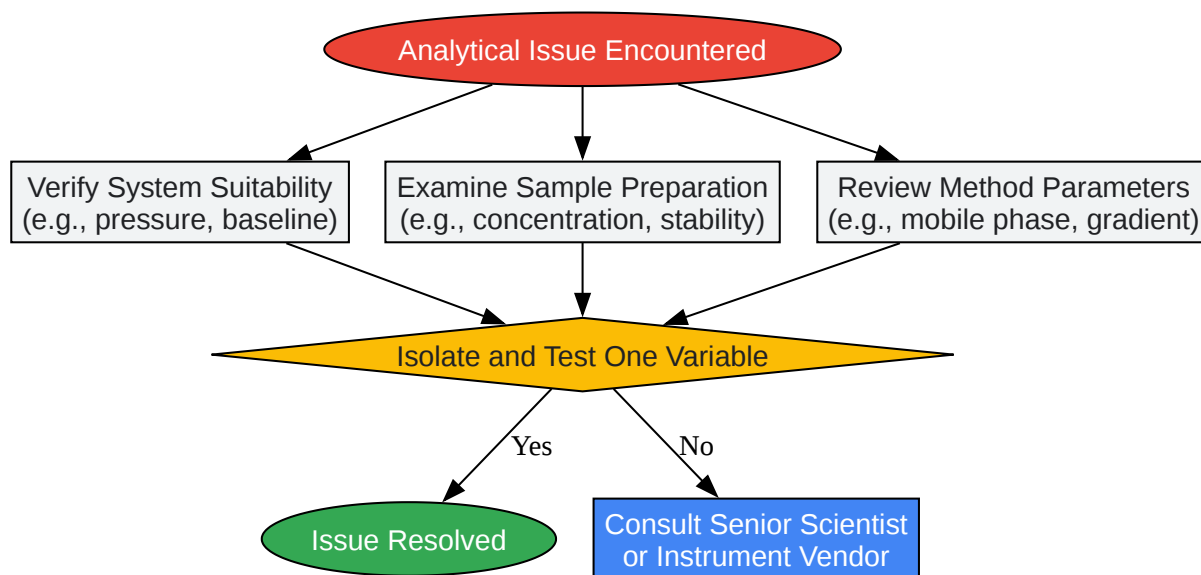 Analytical Issue Encountered
Verify System Suitability
(e.g., pressure, baseline)
Examine Sample Preparation
(e.g., concentration, stability)
Review Method Parameters
(e.g., mobile phase, gradient)
Isolate and Test One Variable
Yes
No
Issue Resolved
Consult Senior Scientist
or Instrument Vendor